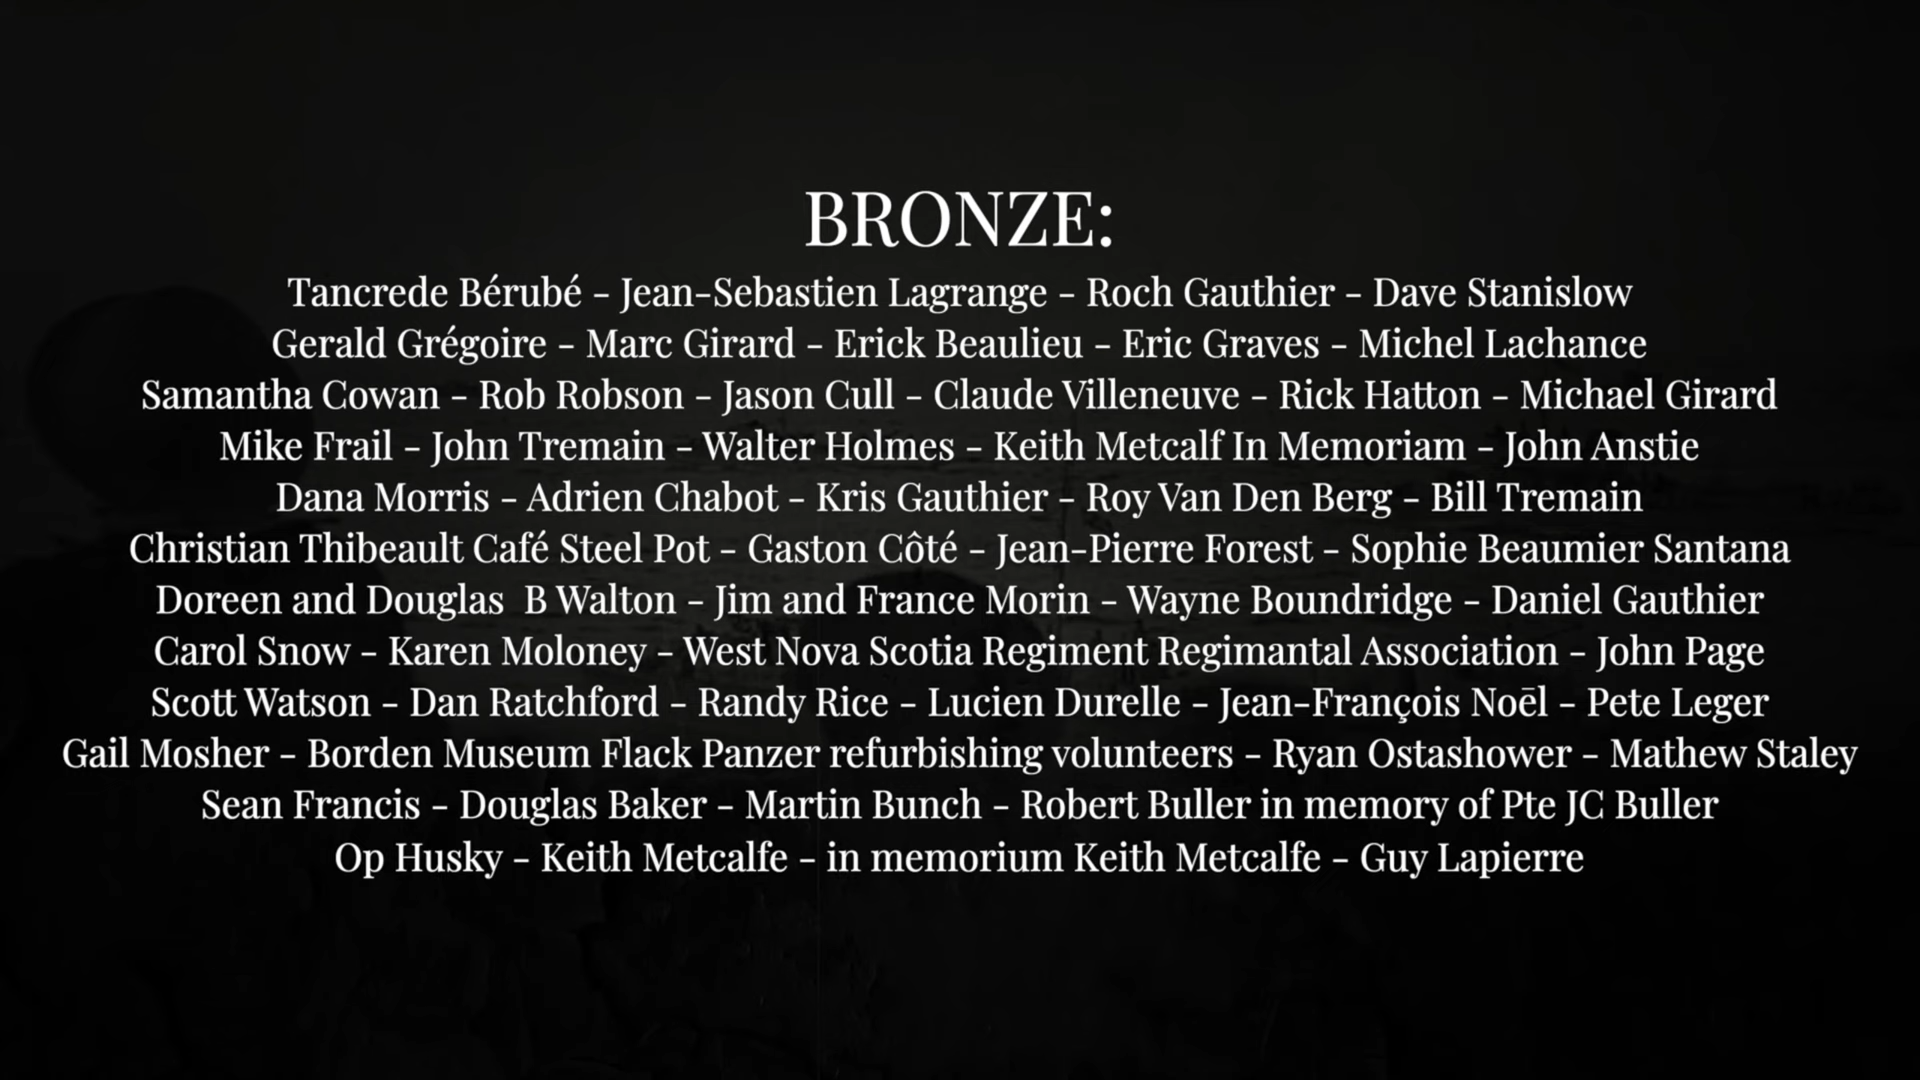 BRONZE:
Tancrede Bérubé - Jean-Sebastien Lagrange - Roch Gauthier - Dave Stanislow
Gerald Grégoire - Marc Girard - Erick Beaulieu - Eric Graves - Michel Lachance
Samantha Cowan - Rob Robson - Jason Cull - Claude Villeneuve - Rick Hatton - Michael Girard
Mike Frail - John Tremain - Walter Holmes - Keith Metcalf In Memoriam - John Anstie
Dana Morris - Adrien Chabot - Kris Gauthier - Roy Van Den Berg - Bill Tremain
Christian Thibeault Café Steel Pot - Gaston Côté - Jean-Pierre Forest - Sophie Beaumier Santana
Doreen and Douglas  B Walton - Jim and France Morin - Wayne Boundridge - Daniel Gauthier
Carol Snow - Karen Moloney - West Nova Scotia Regiment Regimantal Association - John Page
Scott Watson - Dan Ratchford - Randy Rice - Lucien Durelle - Jean-François Noēl - Pete Leger
Gail Mosher - Borden Museum Flack Panzer refurbishing volunteers - Ryan Ostashower - Mathew Staley
Sean Francis - Douglas Baker - Martin Bunch - Robert Buller in memory of Pte JC Buller
Op Husky - Keith Metcalfe - in memorium Keith Metcalfe - Guy Lapierre